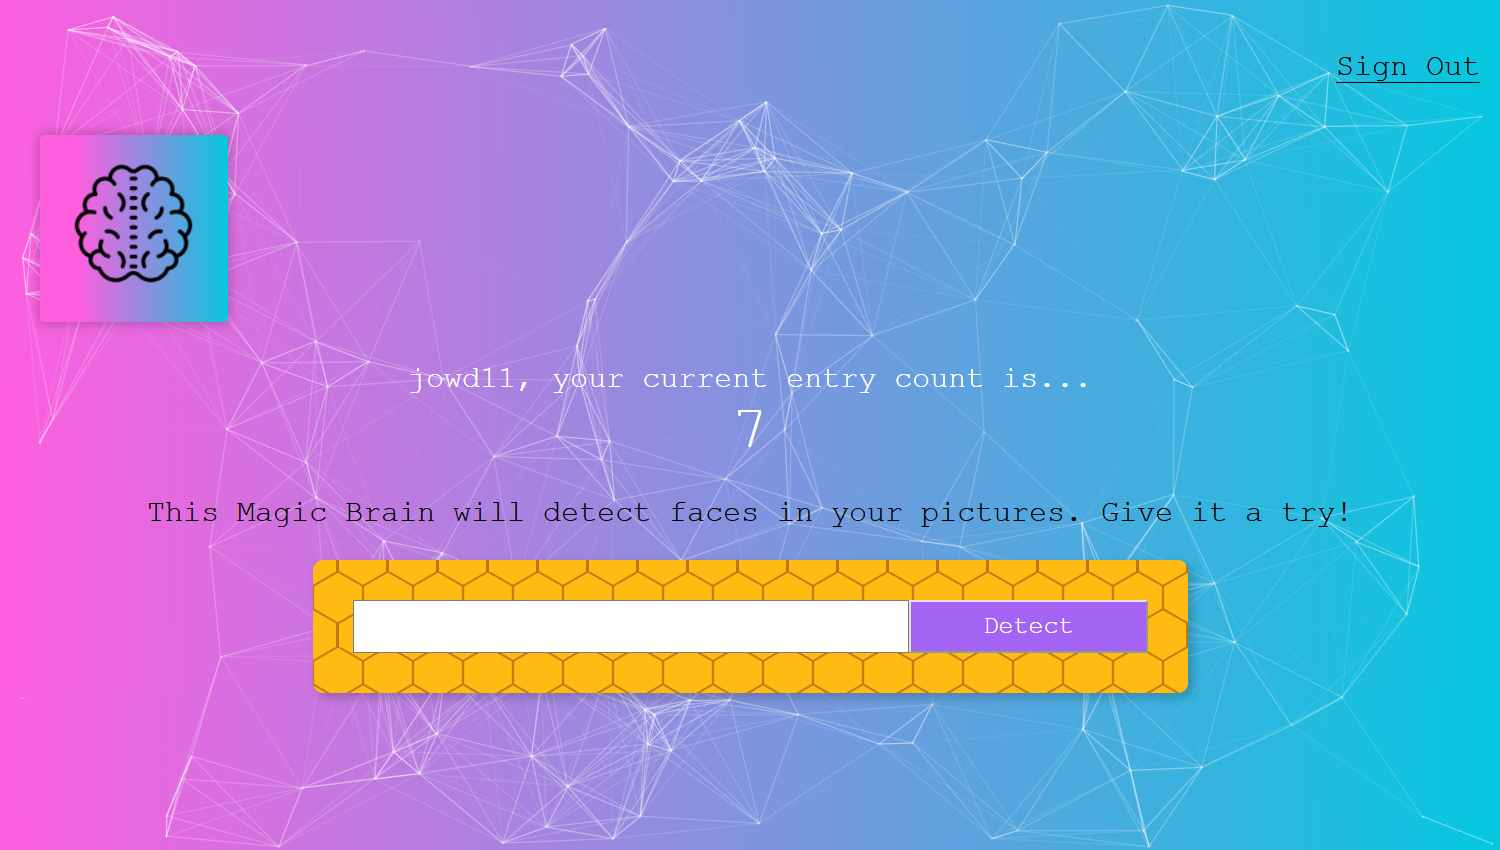 Sign Out
jowd11, your current entry count is...
7
This Magic Brain will detect faces in your pictures. Give it a try!
Detect